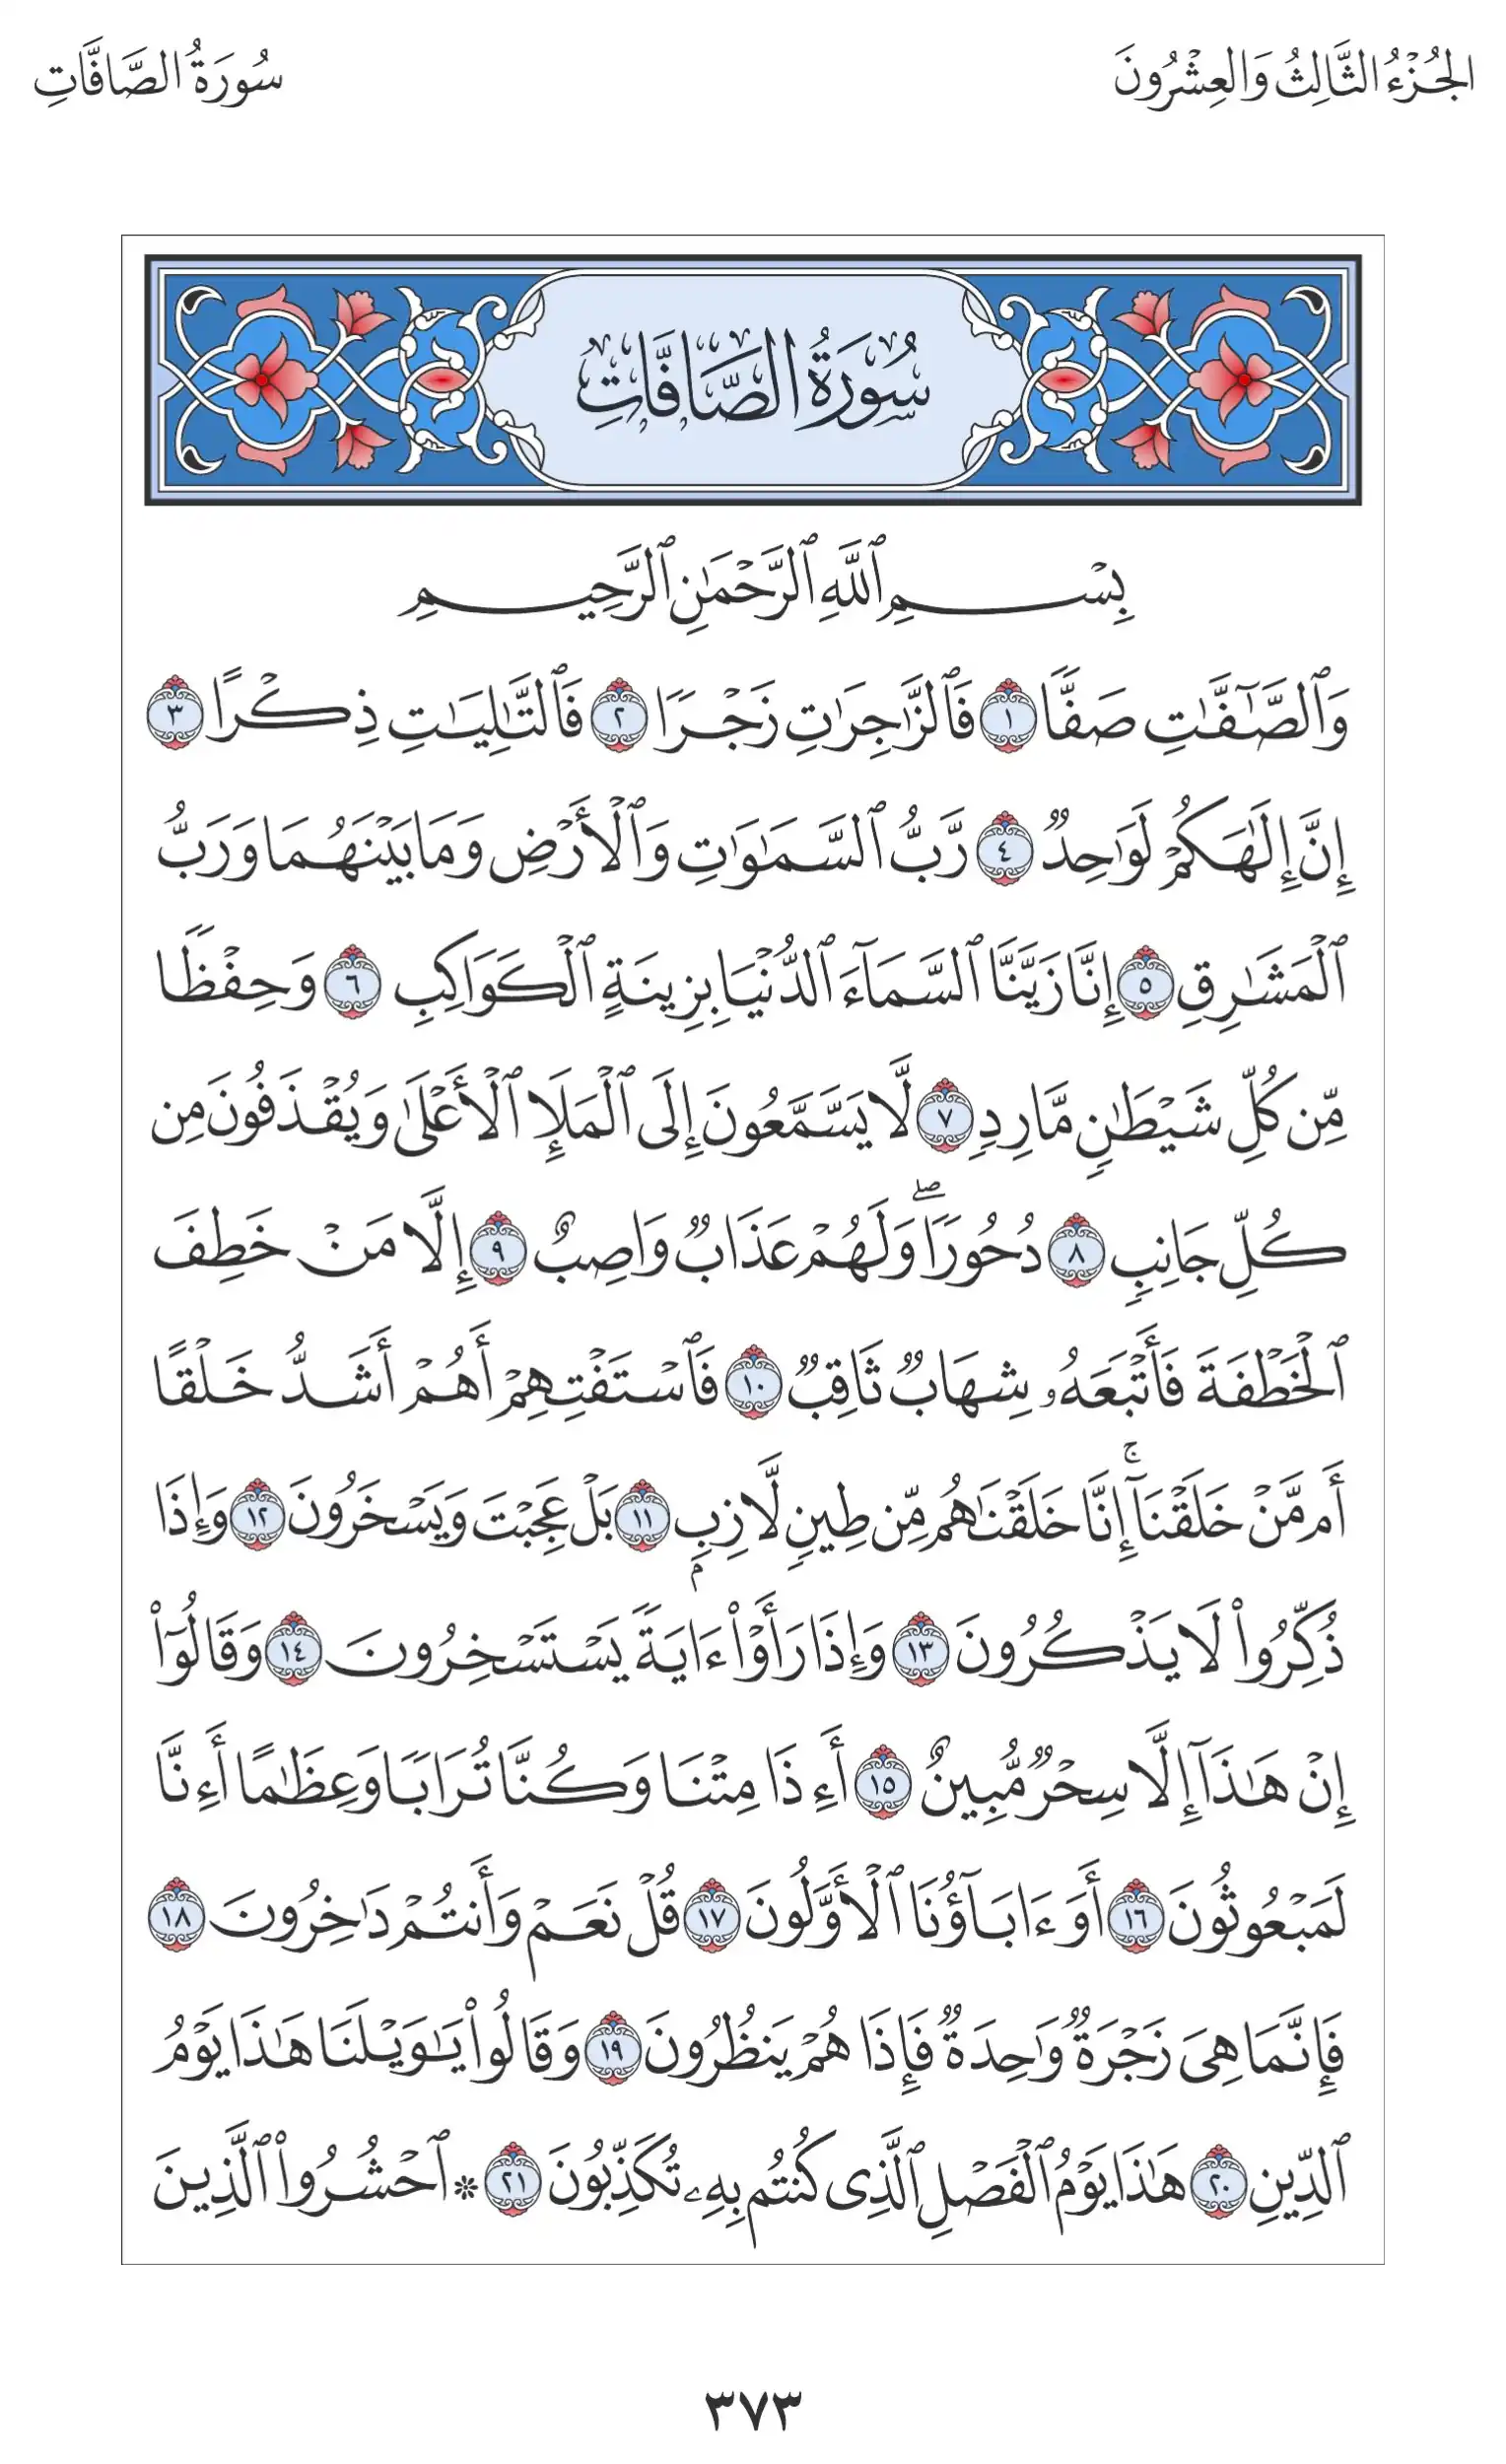 الجُزْءُ الثَّالِثُ وَالعِشْرُونَ سُورَةُ الصَّافَّاتِ
سُورَةُ الصَّافَّاتِ
بِسْمِ ٱللَّهِ ٱلرَّحْمَٰنِ ٱلرَّحِيمِ
وَٱلصَّٰٓفَّٰتِ صَفًّا ١ فَٱلزَّٰجِرَٰتِ زَجْرًا ٢ فَٱلتَّٰلِيَٰتِ ذِكْرًا ٣
إِنَّ إِلَٰهَكُمْ لَوَٰحِدٌ ٤ رَّبُّ ٱلسَّمَٰوَٰتِ وَٱلْأَرْضِ وَمَا بَيْنَهُمَا وَرَبُّ
ٱلْمَشَٰرِقِ ٥ إِنَّا زَيَّنَّا ٱلسَّمَآءَ ٱلدُّنْيَا بِزِينَةٍ ٱلْكَوَاكِبِ ٦ وَحِفْظًا
مِّن كُلِّ شَيْطَٰنٍ مَّارِدٍ ٧ لَّا يَسَّمَّعُونَ إِلَى ٱلْمَلَإِ ٱلْأَعْلَىٰ وَيُقْذَفُونَ مِن
كُلِّ جَانِبٍ ٨ دُحُورًا ۖ وَلَهُمْ عَذَابٌ وَاصِبٌ ٩ إِلَّا مَنْ خَطِفَ
ٱلْخَطْفَةَ فَأَتْبَعَهُۥ شِهَابٌ ثَاقِبٌ ١٠ فَٱسْتَفْتِهِمْ أَهُمْ أَشَدُّ خَلْقًا
أَم مَّنْ خَلَقْنَآ ۚ إِنَّا خَلَقْنَٰهُم مِّن طِينٍ لَّازِبٍۭ ١١ بَلْ عَجِبْتَ وَيَسْخَرُونَ ١٢ وَإِذَا
ذُكِّرُوا۟ لَا يَذْكُرُونَ ١٣ وَإِذَا رَأَوْا۟ ءَايَةً يَسْتَسْخِرُونَ ١٤ وَقَالُوٓا۟
إِنْ هَٰذَآ إِلَّا سِحْرٌ مُّبِينٌ ١٥ أَءِذَا مِتْنَا وَكُنَّا تُرَابًا وَعِظَٰمًا أَءِنَّا
لَمَبْعُوثُونَ ١٦ أَوَءَابَآؤُنَا ٱلْأَوَّلُونَ ١٧ قُلْ نَعَمْ وَأَنتُمْ دَٰخِرُونَ ١٨
فَإِنَّمَا هِىَ زَجْرَةٌ وَٰحِدَةٌ فَإِذَا هُمْ يَنظُرُونَ ١٩ وَقَالُوا۟ يَٰوَيْلَنَا هَٰذَا يَوْمُ
ٱلدِّينِ ٢٠ هَٰذَا يَوْمُ ٱلْفَصْلِ ٱلَّذِى كُنتُم بِهِۦ تُكَذِّبُونَ ٢١ ۞ ٱحْشُرُوا۟ ٱلَّذِينَ
٣٧٣